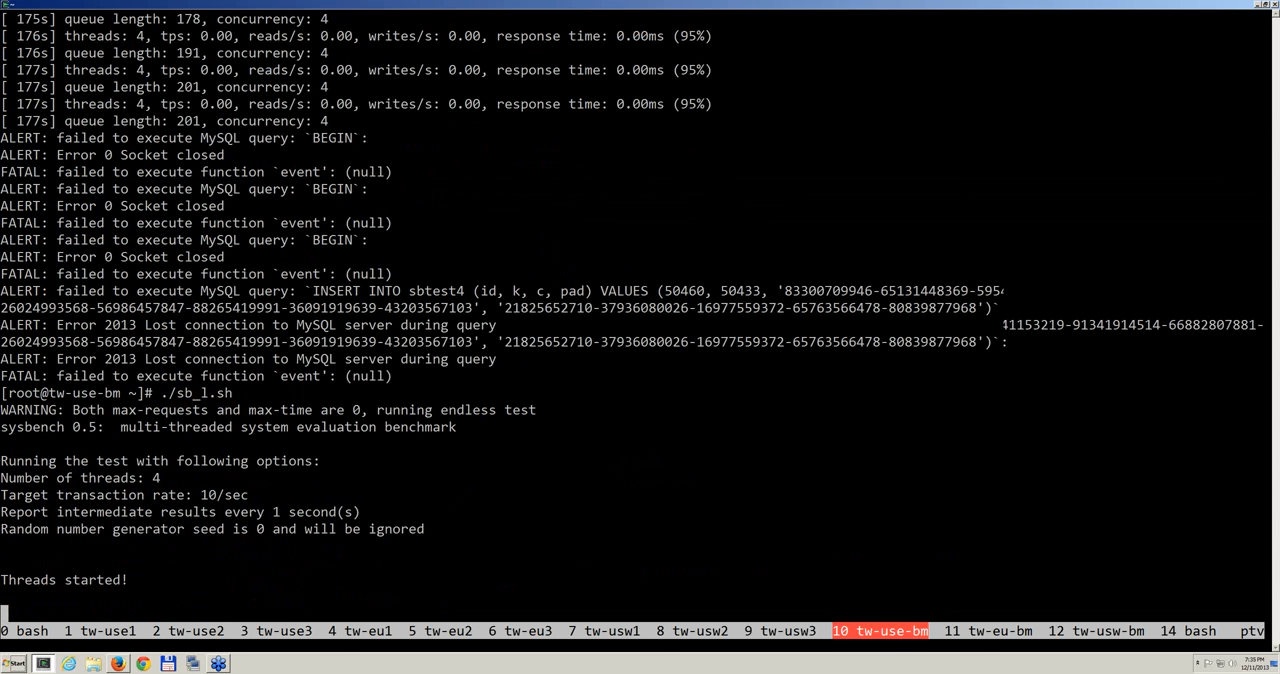 [ 175s] queue length: 178, concurrency: 4
[ 176s] threads: 4, tps: 0.00, reads/s: 0.00, writes/s: 0.00, response time: 0.00ms (95%)
[ 176s] queue length: 191, concurrency: 4
[ 177s] threads: 4, tps: 0.00, reads/s: 0.00, writes/s: 0.00, response time: 0.00ms (95%)
[ 177s] queue length: 201, concurrency: 4
[ 177s] threads: 4, tps: 0.00, reads/s: 0.00, writes/s: 0.00, response time: 0.00ms (95%)
[ 177s] queue length: 201, concurrency: 4
ALERT: failed to execute MySQL query: `BEGIN`:
ALERT: Error 0 Socket closed
FATAL: failed to execute function `event': (null)
ALERT: failed to execute MySQL query: `BEGIN`:
ALERT: Error 0 Socket closed
FATAL: failed to execute function `event': (null)
ALERT: failed to execute MySQL query: `BEGIN`:
ALERT: Error 0 Socket closed
FATAL: failed to execute function `event': (null)
ALERT: failed to execute MySQL query: `INSERT INTO sbtest4 (id, k, c, pad) VALUES (50460, 50433, '83300709946-65131448369-5954
26024993568-56986457847-88265419991-36091919639-43203567103', '21825652710-37936080026-16977559372-65763566478-80839877968')`
ALERT: Error 2013 Lost connection to MySQL server during query 41153219-91341914514-66882807881-
26024993568-56986457847-88265419991-36091919639-43203567103', '21825652710-37936080026-16977559372-65763566478-80839877968')`:
ALERT: Error 2013 Lost connection to MySQL server during query
FATAL: failed to execute function `event': (null)
[root@tw-use-bm ~]# ./sb_l.sh
WARNING: Both max-requests and max-time are 0, running endless test
sysbench 0.5:  multi-threaded system evaluation benchmark
Running the test with following options:
Number of threads: 4
Target transaction rate: 10/sec
Report intermediate results every 1 second(s)
Random number generator seed is 0 and will be ignored
Threads started!
0 bash  1 tw-use1  2 tw-use2  3 tw-use3  4 tw-eu1  5 tw-eu2  6 tw-eu3  7 tw-usw1  8 tw-usw2  9 tw-usw3  10 tw-use-bm  11 tw-eu-bm  12 tw-usw-bm  14 bash  ptv
Start
7:35 PM
12/11/2013